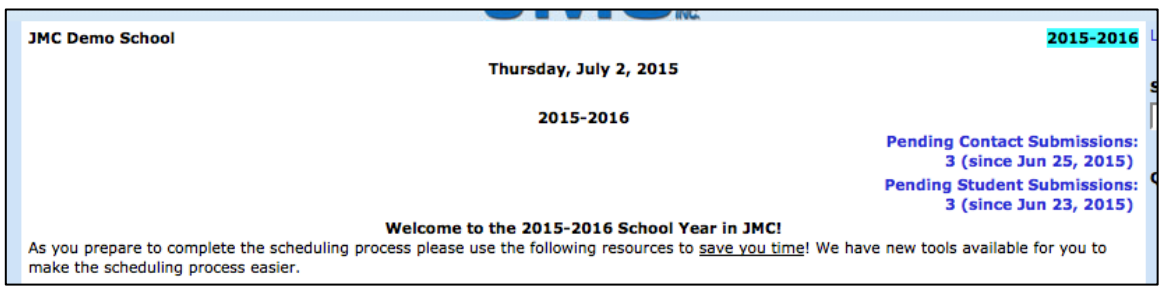 JMC Demo School 2015-2016
Thursday, July 2, 2015
2015-2016
Pending Contact Submissions:
3 (since Jun 25, 2015)
Pending Student Submissions:
3 (since Jun 23, 2015)
Welcome to the 2015-2016 School Year in JMC!
As you prepare to complete the scheduling process please use the following resources to save you time! We have new tools available for you to
make the scheduling process easier.